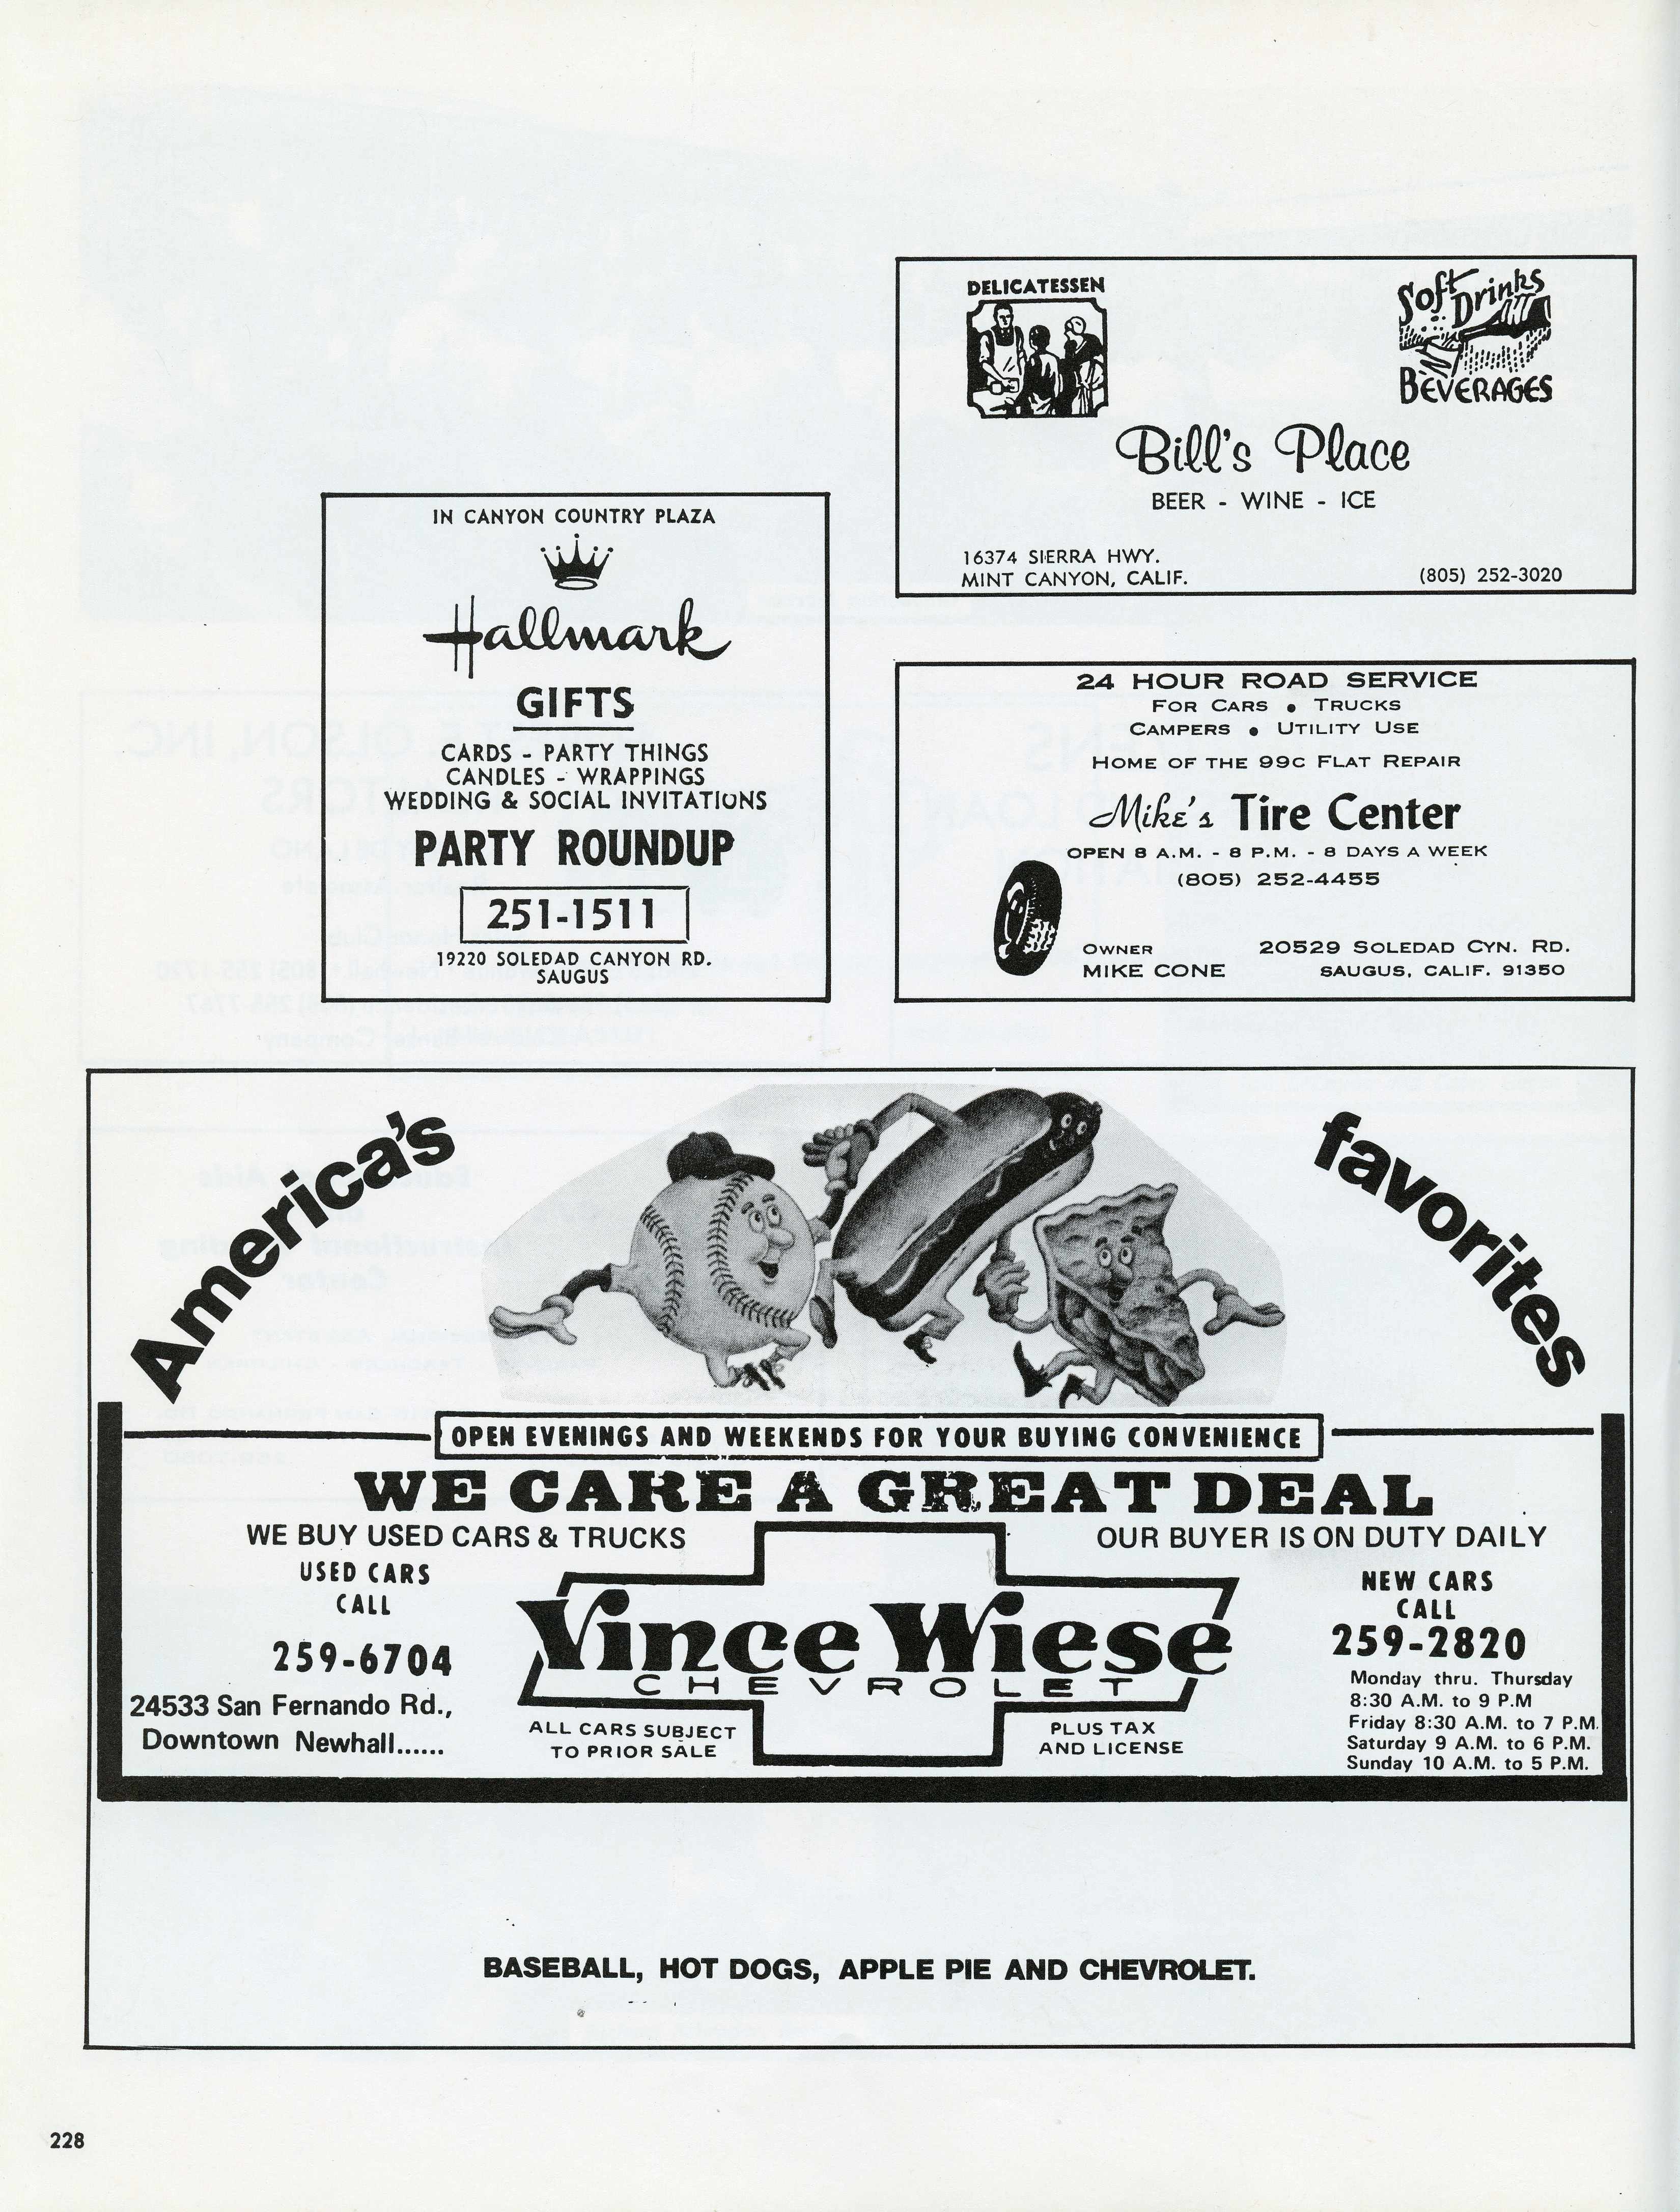 DELICATESSEN
Soft Drinks
BEVERAGES
Bill's Place
BEER - WINE - ICE
16374 SIERRA HWY.
MINT CANYON, CALIF.
(805) 252-3020
IN CANYON COUNTRY PLAZA
Hallmark
GIFTS
CARDS - PARTY THINGS
CANDLES - WRAPPINGS
WEDDING & SOCIAL INVITATIONS
PARTY ROUNDUP
251-1511
19220 SOLEDAD CANYON RD.
SAUGUS
24 HOUR ROAD SERVICE
FOR CARS • TRUCKS
CAMPERS • UTILITY USE
HOME OF THE 99C FLAT REPAIR
Mike's Tire Center
OPEN 8 A.M. - 8 P.M. - 8 DAYS A WEEK
(805) 252-4455
OWNER
MIKE CONE
20529 SOLEDAD CYN. RD.
SAUGUS, CALIF. 91350
America's favorites
OPEN EVENINGS AND WEEKENDS FOR YOUR BUYING CONVENIENCE
WE CARE A GREAT DEAL
WE BUY USED CARS & TRUCKS
OUR BUYER IS ON DUTY DAILY
USED CARS
CALL
259-6704
24533 San Fernando Rd.,
Downtown Newhall......
Vince Wiese
CHEVROLET
ALL CARS SUBJECT
TO PRIOR SALE
PLUS TAX
AND LICENSE
NEW CARS
CALL
259-2820
Monday thru. Thursday
8:30 A.M. to 9 P.M
Friday 8:30 A.M. to 7 P.M.
Saturday 9 A.M. to 6 P.M.
Sunday 10 A.M. to 5 P.M.
BASEBALL, HOT DOGS, APPLE PIE AND CHEVROLET.
228